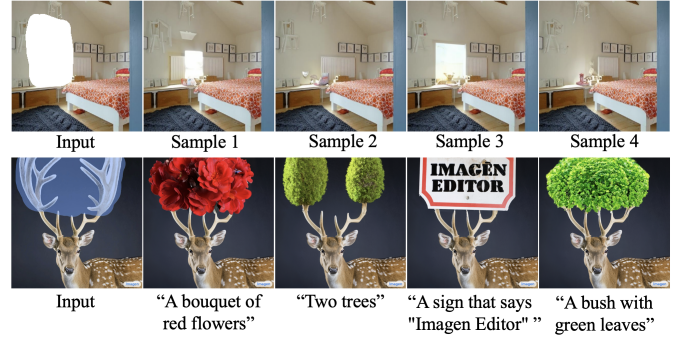 Input
Sample 1
Sample 2
Sample 3
Sample 4
IMAGEN
EDITOR
Input
“A bouquet of
red flowers”
“Two trees”
“A sign that says
"Imagen Editor" ”
“A bush with
green leaves”